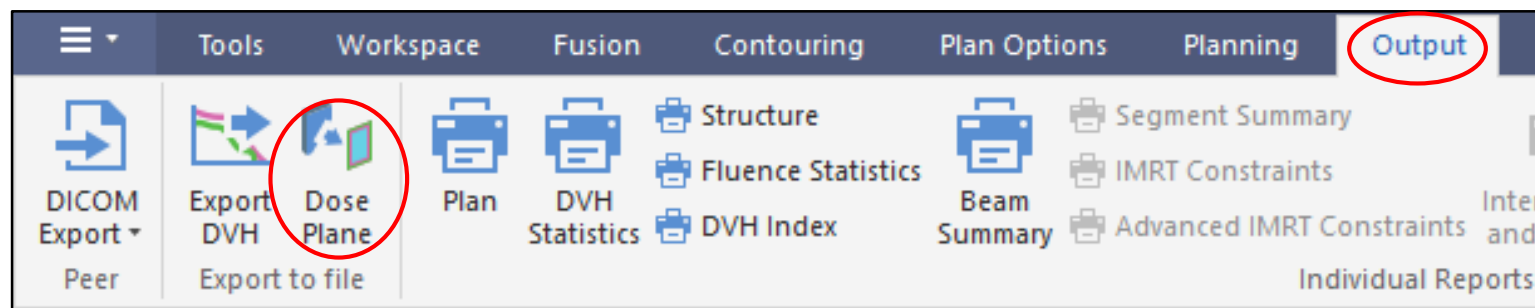 Tools Workspace Fusion Contouring Plan Options Planning Output
DICOM
Export
Export
DVH
Dose
Plane
Plan
DVH
Statistics
Structure
Fluence Statistics
DVH Index
Beam
Summary
Segment Summary
IMRT Constraints
Advanced IMRT Constraints
and
Peer
Export to file
Individual Reports